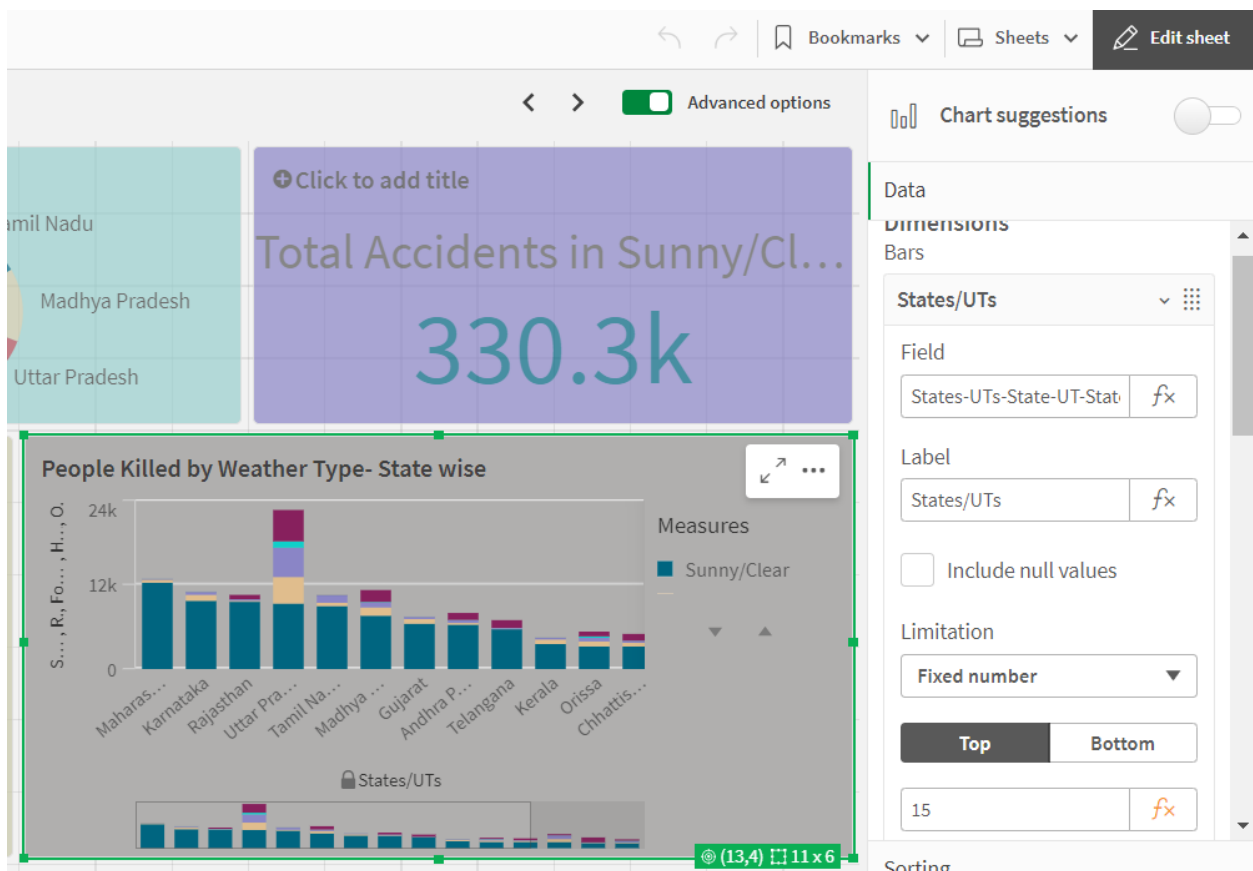 Bookmarks
Sheets
Edit sheet
Advanced options
Chart suggestions
Data
Dimensions
Bars
States/UTs
Field
States-UTs-State-UT-Stat
Label
States/UTs
Include null values
Limitation
Fixed number
Top
Bottom
15
Sorting
amil Nadu
Madhya Pradesh
Uttar Pradesh
Click to add title
Total Accidents in Sunny/Cl...
330.3k
People Killed by Weather Type- State wise
S... , R., Fo... , H..., O.
24k
12k
0
Measures
Sunny/Clear
Maharas...
Karnataka
Rajasthan
Uttar Pra...
Tamil Na...
Madhya ...
Gujarat
Andhra P...
Telangana
Kerala
Orissa
Chhattis...
States/UTs
(13,4) 11 x 6